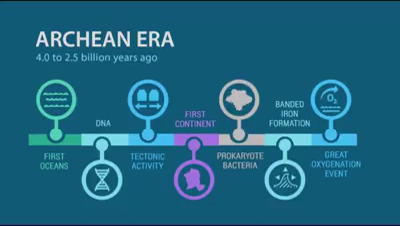 ARCHEAN ERA
4.0 to 2.5 billion years ago
FIRST
OCEANS
DNA
TECTONIC
ACTIVITY
FIRST
CONTINENT
PROKARYOTE
BACTERIA
BANDED
IRON
FORMATION
O2
GREAT
OXYGENATION
EVENT